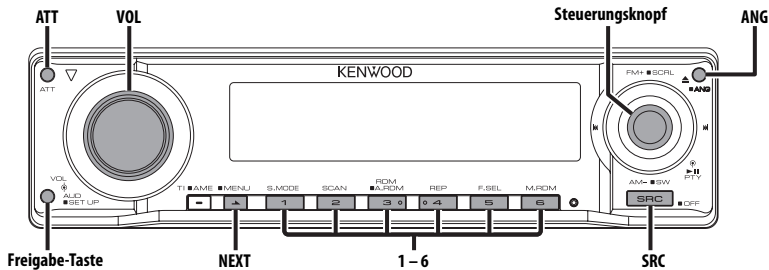 ATT
VOL
Steuerungsknopf
ANG
KENWOOD
ATT
FM+ ■SCRL
■ANG
VOL
AUD
■SET UP
TI ■AME
■MENU
S.MODE
SCAN
RDM
■A.RDM
REP
F.SEL
M.RDM
AM– ■SW
PTY
1
2
3
4
5
6
SRC
■OFF
Freigabe-Taste
NEXT
1 – 6
SRC